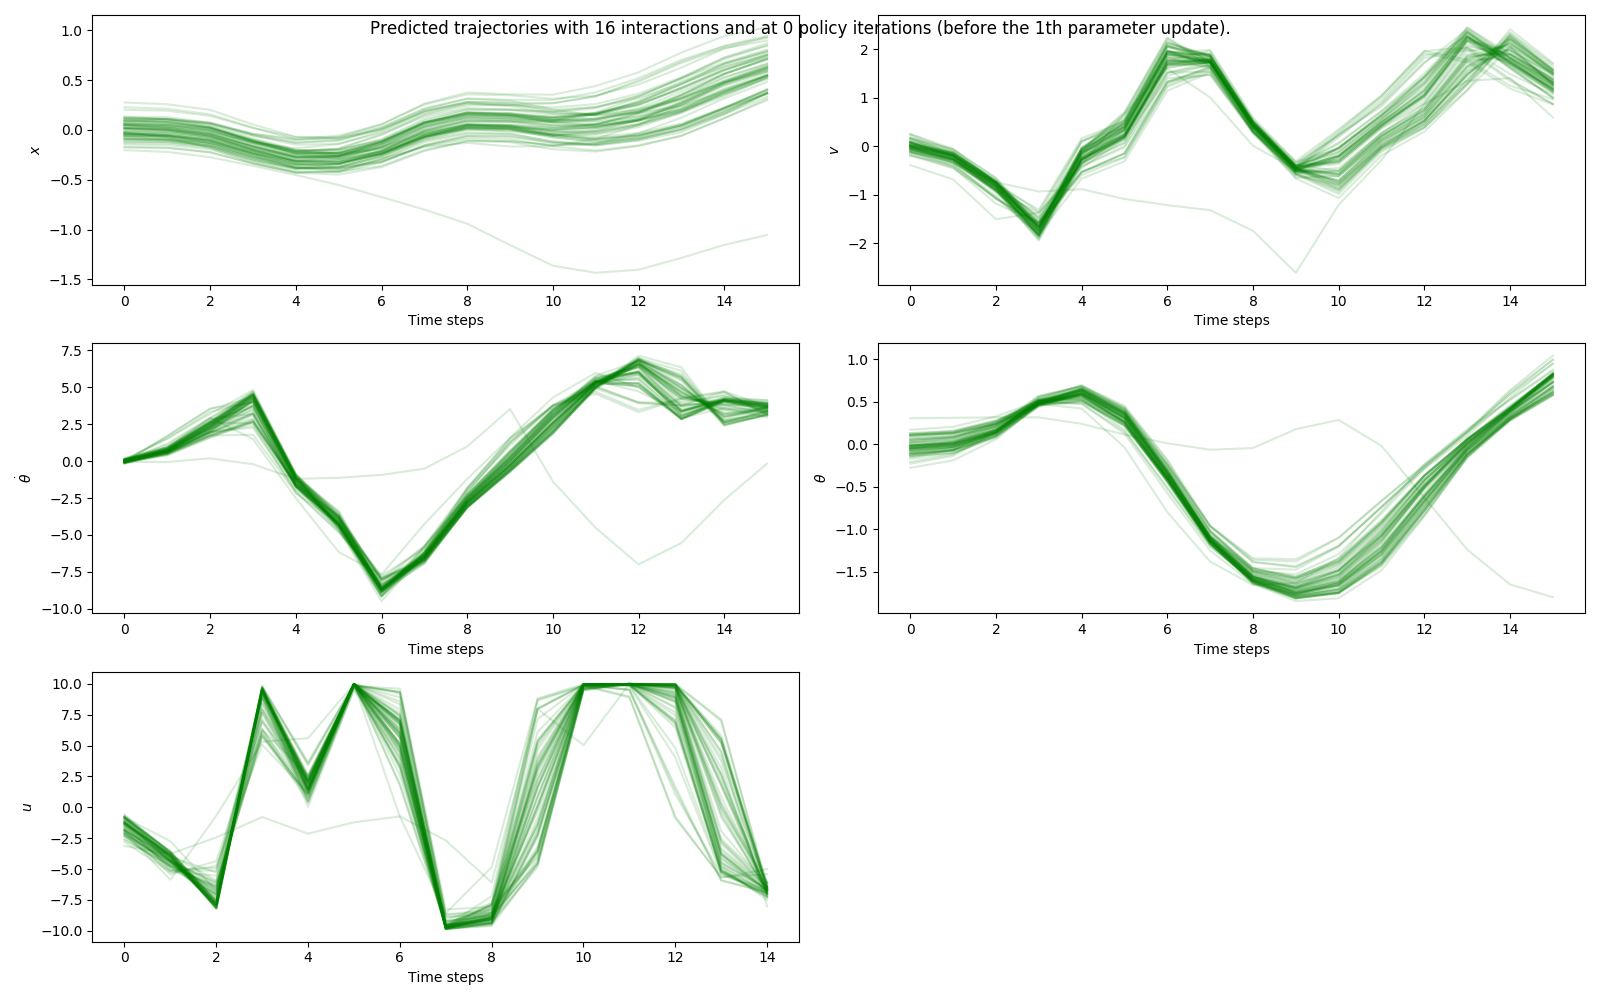 Predicted trajectories with 16 interactions and at 0 policy iterations (before the 1th parameter update).
1.0
0.5
0.0
−0.5
−1.0
−1.5
x
0 2 4 6 8 10 12 14
Time steps
2
1
0
−1
−2
v
0 2 4 6 8 10 12 14
Time steps
7.5
5.0
2.5
0.0
−2.5
−5.0
−7.5
−10.0
θ̇
0 2 4 6 8 10 12 14
Time steps
1.0
0.5
0.0
−0.5
−1.0
−1.5
θ
0 2 4 6 8 10 12 14
Time steps
10.0
7.5
5.0
2.5
0.0
−2.5
−5.0
−7.5
−10.0
u
0 2 4 6 8 10 12 14
Time steps